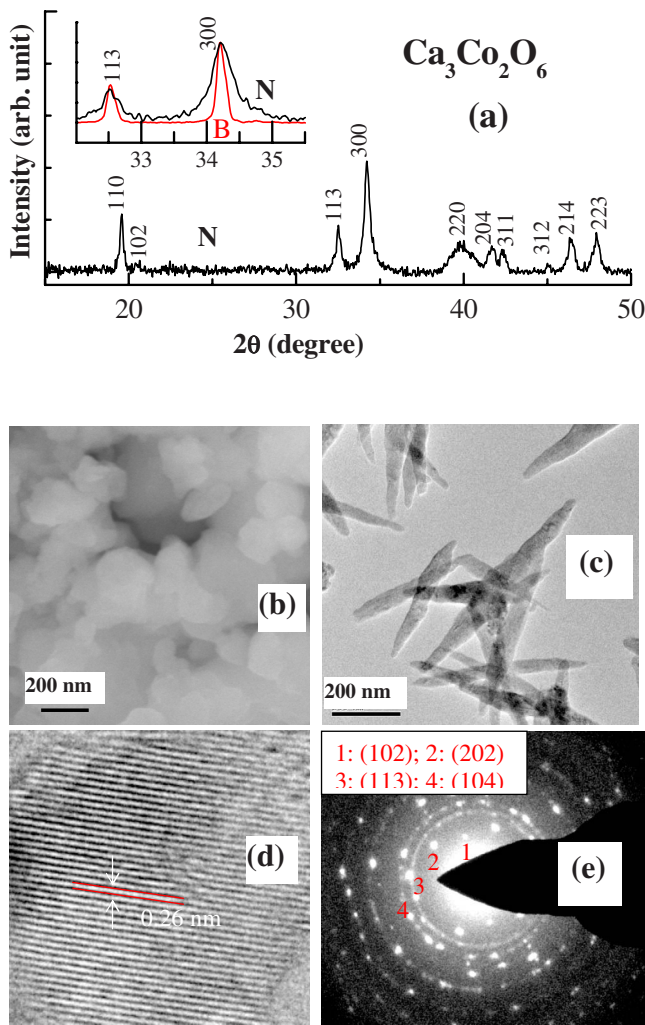 Ca3Co2O6
(a)
Intensity (arb. unit)
113
300
N
B
33
34
35
110
102
N
113
300
220
204
311
312
214
223
20
30
40
50
2θ (degree)
(b)
200 nm
(c)
200 nm
(d)
0.26 nm
1: (102); 2: (202)
3: (113); 4: (104)
1
2
3
4
(e)